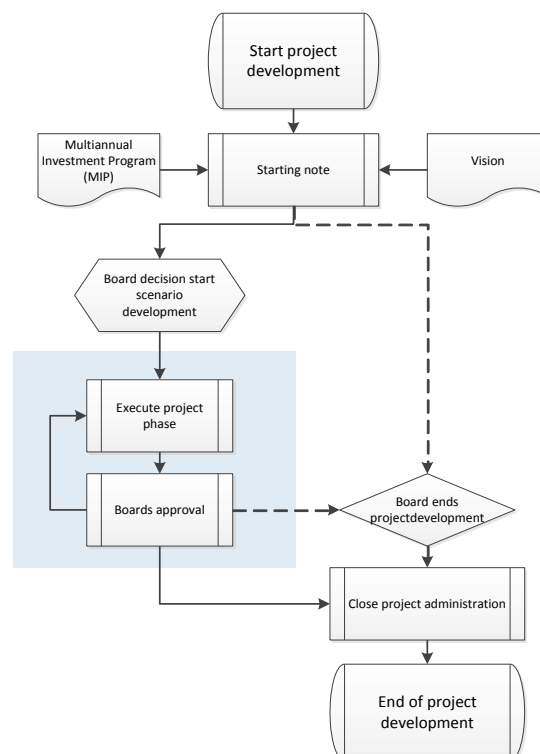 Start project
development
Multiannual
Investment Program
(MIP)
Starting note
Vision
Board decision start
scenario
development
Execute project
phase
Boards approval
Board ends
projectdevelopment
Close project administration
End of project
development